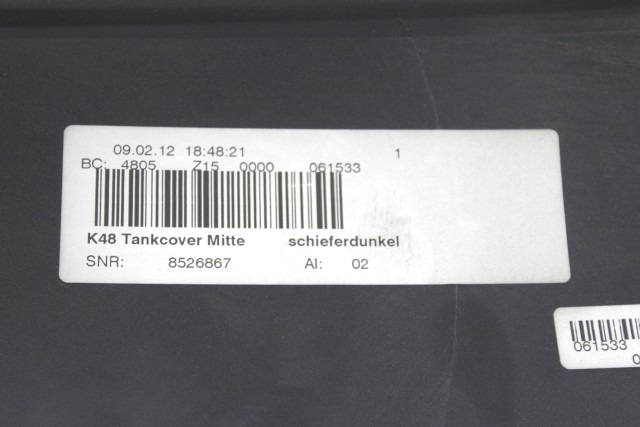 09.02.12 18:48:21 1
BC: 4805 Z15 0000 061533
K48 Tankcover Mitte schieferdunkel
SNR: 8526867 AI: 02
061533
0